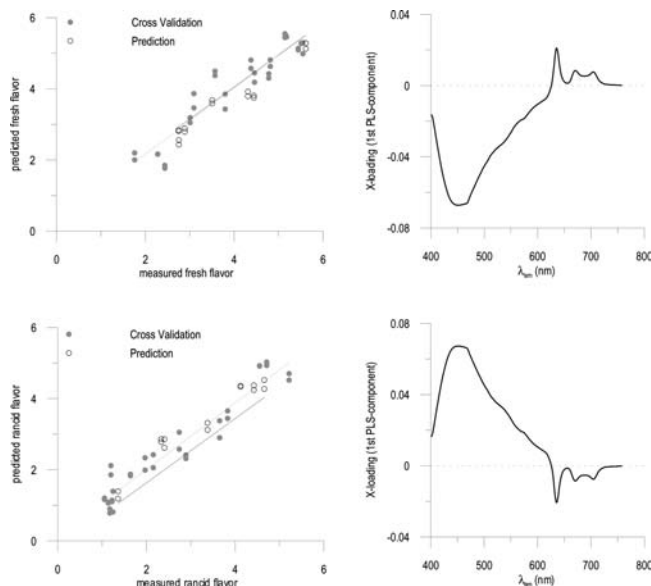 6
4
2
0
Cross Validation
Prediction
predicted fresh flavor
0 2 4 6
measured fresh flavor
0.04
0.00
-0.04
-0.08
X-loading (1st PLS-component)
400 500 600 700 800
λem (nm)
6
4
2
0
Cross Validation
Prediction
predicted rancid flavor
0 2 4 6
measured rancid flavor
0.08
0.04
0.00
-0.04
X-loading (1st PLS-component)
400 500 600 700 800
λem (nm)